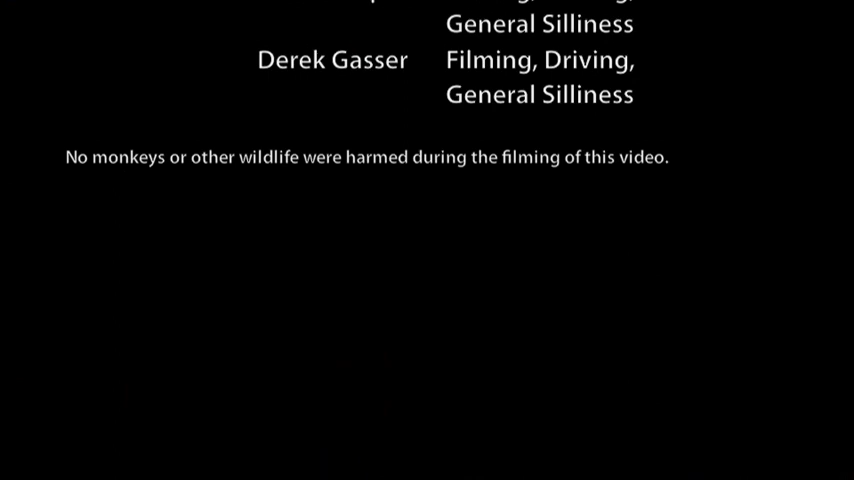 General Silliness
Derek Gasser Filming, Driving,
General Silliness
No monkeys or other wildlife were harmed during the filming of this video.